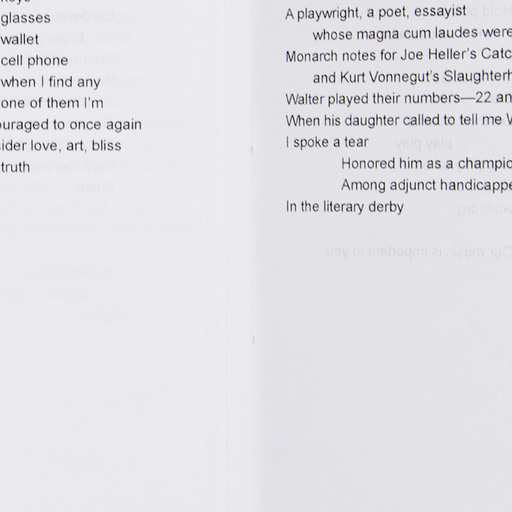 glasses
wallet
cell phone
when I find any
one of them I'm
ouraged to once again
ider love, art, bliss
truth
A playwright, a poet, essayist
whose magna cum laudes were
Monarch notes for Joe Heller's Catc
and Kurt Vonnegut's Slaughterh
Walter played their numbers—22 an
When his daughter called to tell me W
I spoke a tear
Honored him as a champio
Among adjunct handicappe
In the literary derby